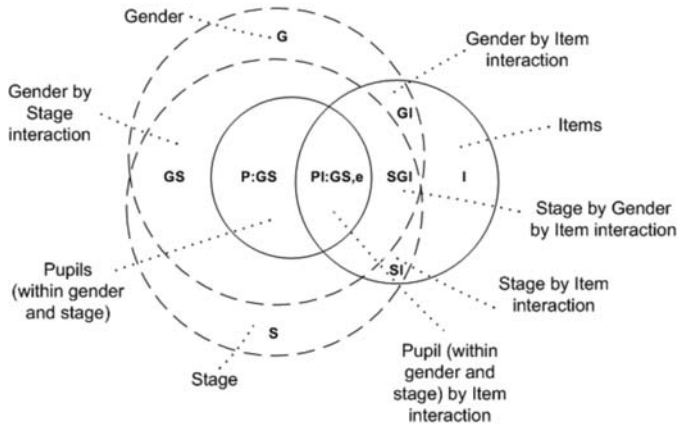 Gender
G
Gender by Item
interaction
Gender by
Stage
interaction
GI
Items
GS
P:GS
PI:GS,e
SGI
I
Stage by Gender
by Item interaction
Pupils
(within gender
and stage)
SI
Stage by Item
interaction
S
Stage
Pupil (within
gender and
stage) by Item
interaction